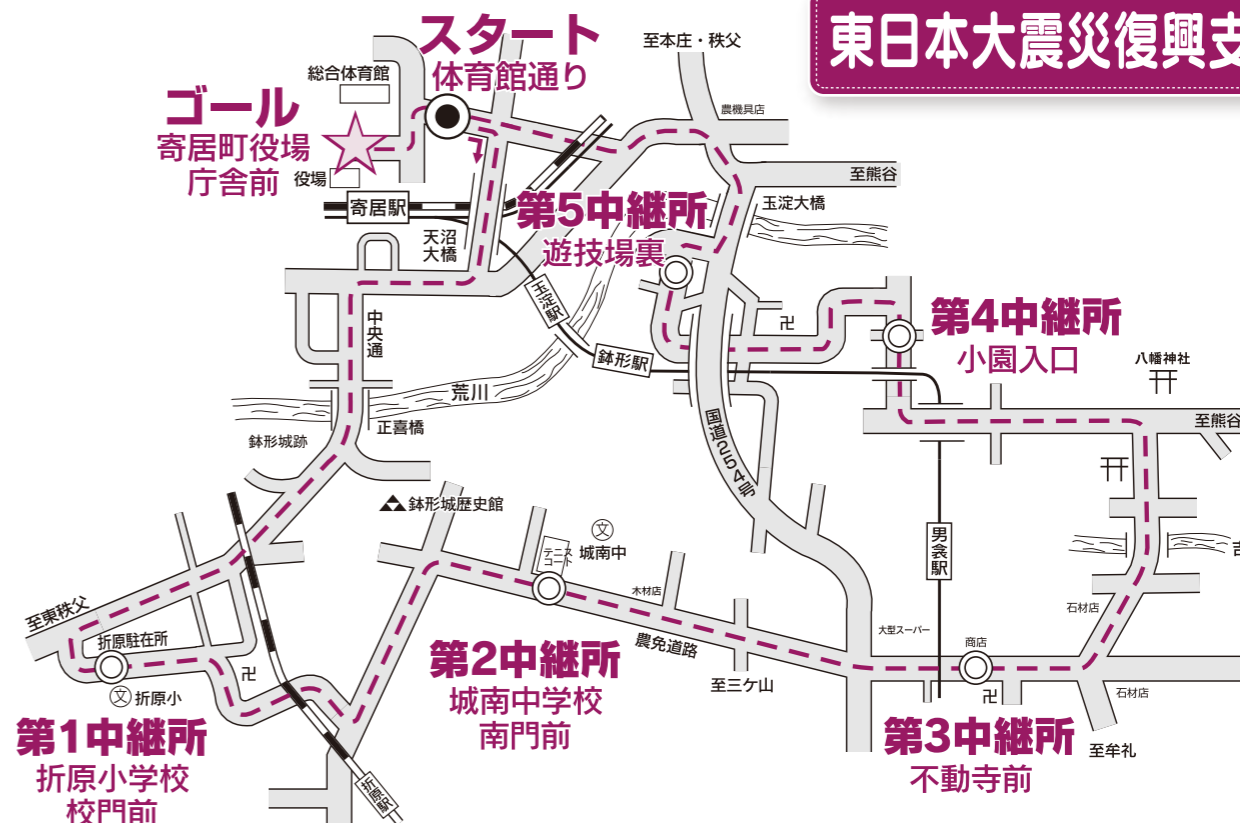 東日本大震災復興支
スタート
体育館通り
至本庄・秩父
総合体育館
ゴール
寄居町役場
庁舎前
役場
農機具店
至熊谷
寄居駅
玉淀大橋
第5中継所
遊技場裏
天沼
大橋
玉淀駅
中央通
第4中継所
小園入口
八幡神社
鉢形駅
荒川
正喜橋
国道254号
至熊谷
鉢形城跡
鉢形城歴史館
文
城南中
テニス
コート
男衾駅
木材店
石材店
至東秩父
折原駐在所
農免道路
大型スーパー
商店
卍
卍
卍
文
折原小
第2中継所
城南中学校
南門前
至三ケ山
石材店
第1中継所
折原小学校
校門前
第3中継所
不動寺前
至牟礼
折原駅